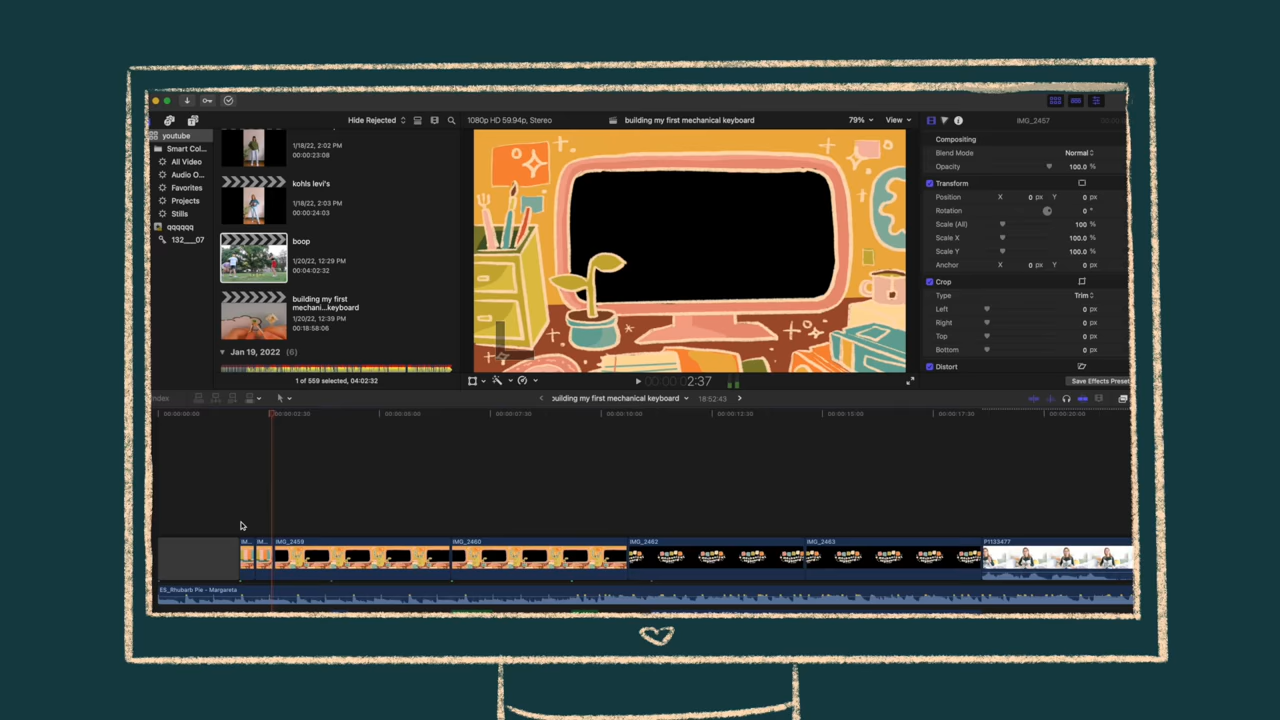 Hide Rejected
1080p HD 59.94p, Stereo
building my first mechanical keyboard
79%
View
IMG_2457
youtube
Smart Col...
All Video
Audio O...
Favorites
Projects
Stills
qqqqqq
132___07
1/18/22, 2:02 PM
00:00:23:08
kohls levi's
1/18/22, 2:03 PM
00:00:24:03
boop
1/20/22, 12:29 PM
00:04:02:32
building my first
mechani...keyboard
1/20/22, 12:39 PM
00:18:58:06
Jan 19, 2022 (6)
1 of 559 selected, 04:02:32
00:00:00 2:37
Compositing
Blend Mode Normal
Opacity 100.0 %
Transform
Position X 0 px Y 0 px
Rotation 0 °
Scale (All) 100 %
Scale X 100.0 %
Scale Y 100.0 %
Anchor X 0 px Y 0 px
Crop
Type Trim
Left 0 px
Right 0 px
Top 0 px
Bottom 0 px
Distort
Save Effects Preset
ndex
building my first mechanical keyboard
18:52:43
00:00:00:00
00:00:02:30
00:00:05:00
00:00:07:30
00:00:10:00
00:00:12:30
00:00:15:00
00:00:17:30
00:00:20:00
IM...
IM...
IMG_2459
IMG_2460
IMG_2462
IMG_2463
P1133477
ES_Rhubarb Pie - Margareta